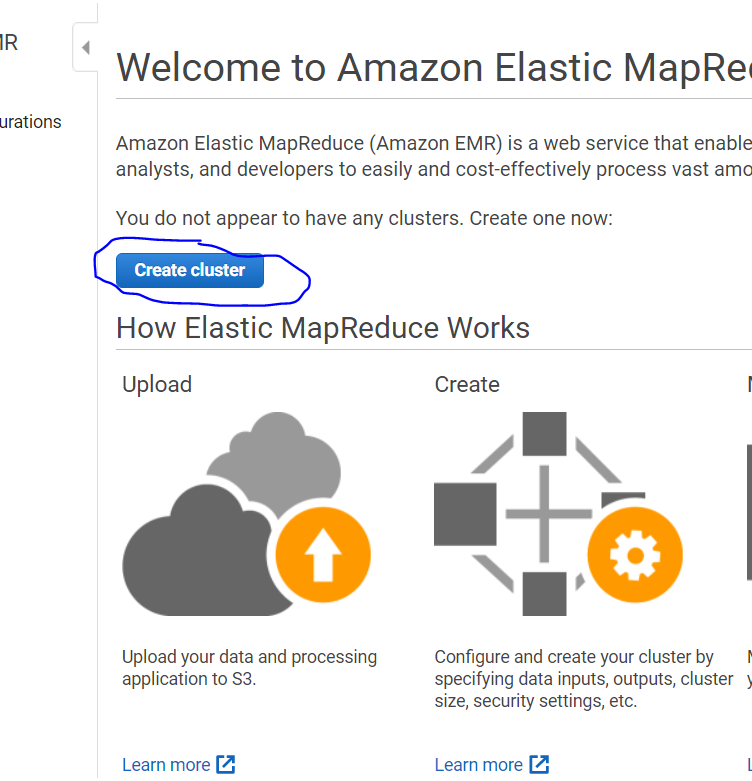 MR
urations
Welcome to Amazon Elastic MapRe
Amazon Elastic MapReduce (Amazon EMR) is a web service that enable
analysts, and developers to easily and cost-effectively process vast amo
You do not appear to have any clusters. Create one now:
Create cluster
How Elastic MapReduce Works
Upload
Create
Upload your data and processing
application to S3.
Configure and create your cluster by
specifying data inputs, outputs, cluster
size, security settings, etc.
Learn more
Learn more